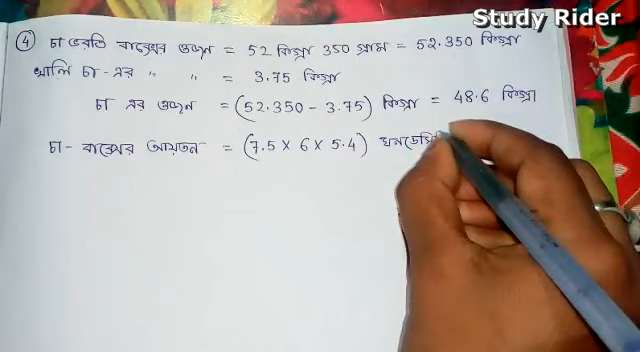 Study Rider
④ চা ভরতি বাক্সের ওজন = 52 কিগ্রা 350 গ্রাম = 52.350 কিগ্রা
খালি চা-এর " " = 3.75 কিগ্রা
চা এর ওজন = (52.350 - 3.75) কিগ্রা = 48.6 কিগ্রা
চা-বাক্সের আয়তন = (7.5 × 6 × 5.4) ঘনডেসি